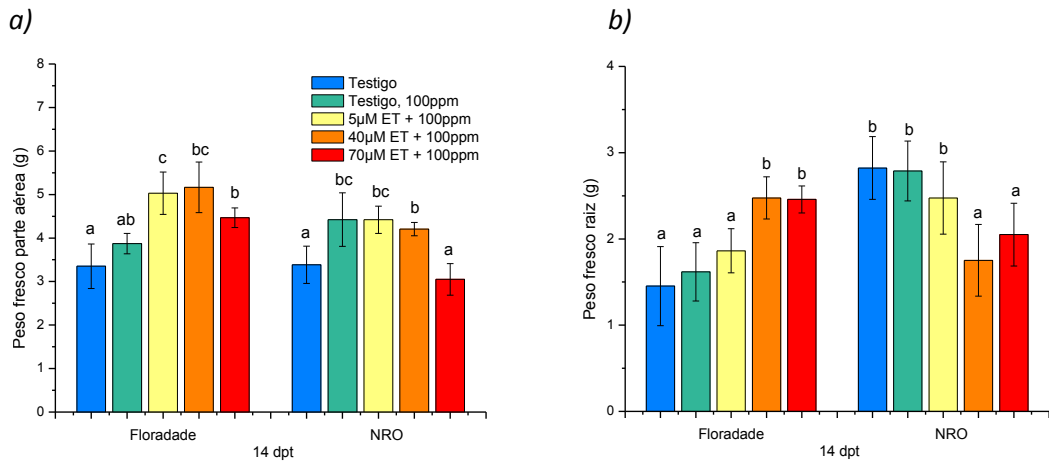 a)
8
7
6
5
4
3
2
1
0
Peso fresco parte aérea (g)
Testigo
Testigo, 100ppm
5µM ET + 100ppm
40µM ET + 100ppm
70µM ET + 100ppm
a ab c bc b a bc bc b a
Floradade NRO
14 dpt
b)
4
3
2
1
0
Peso fresco raiz (g)
a a a b b b b b a a
Floradade NRO
14 dpt